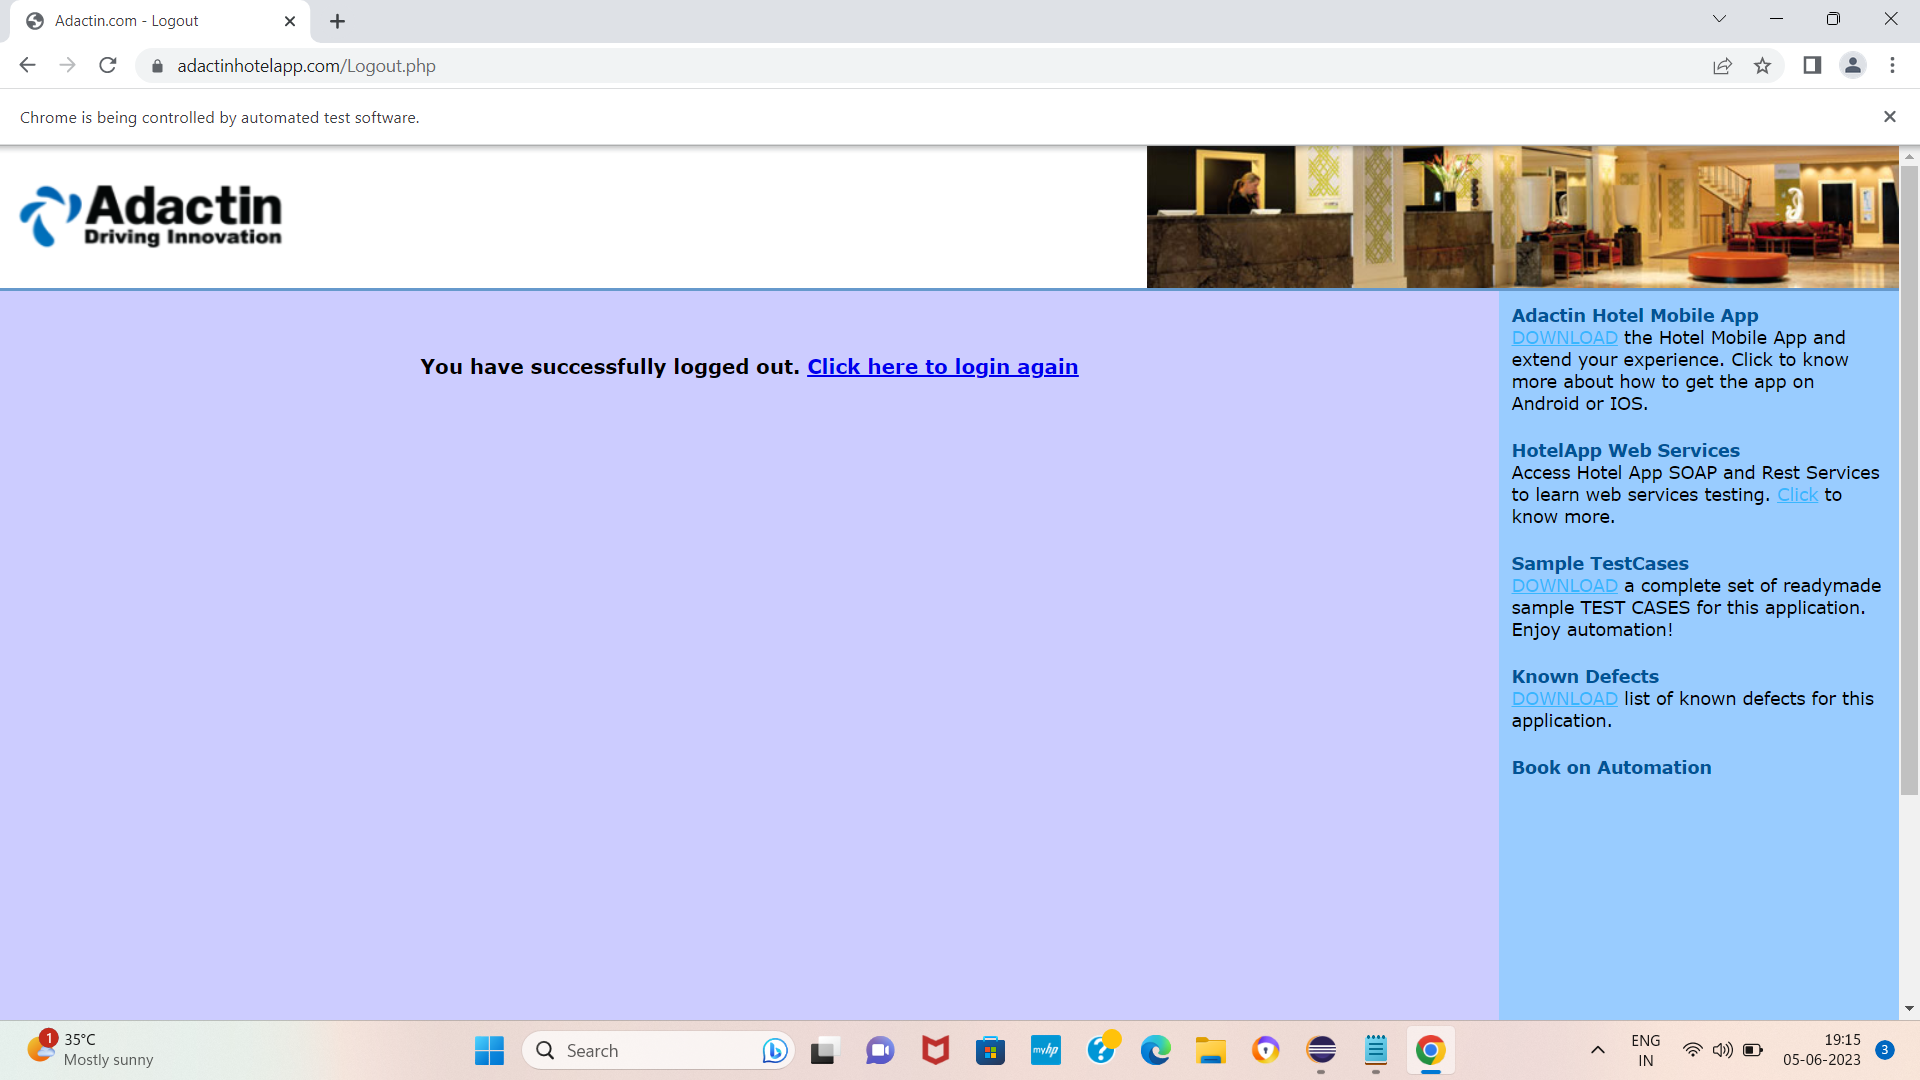 Adactin.com - Logout
adactinhotelapp.com/Logout.php
Chrome is being controlled by automated test software.
Adactin
Driving Innovation
You have successfully logged out. Click here to login again
Adactin Hotel Mobile App
DOWNLOAD the Hotel Mobile App and
extend your experience. Click to know
more about how to get the app on
Android or IOS.
HotelApp Web Services
Access Hotel App SOAP and Rest Services
to learn web services testing. Click to
know more.
Sample TestCases
DOWNLOAD a complete set of readymade
sample TEST CASES for this application.
Enjoy automation!
Known Defects
DOWNLOAD list of known defects for this
application.
Book on Automation
1
35°C
Mostly sunny
Search
myhp
ENG
IN
19:15
05-06-2023
3